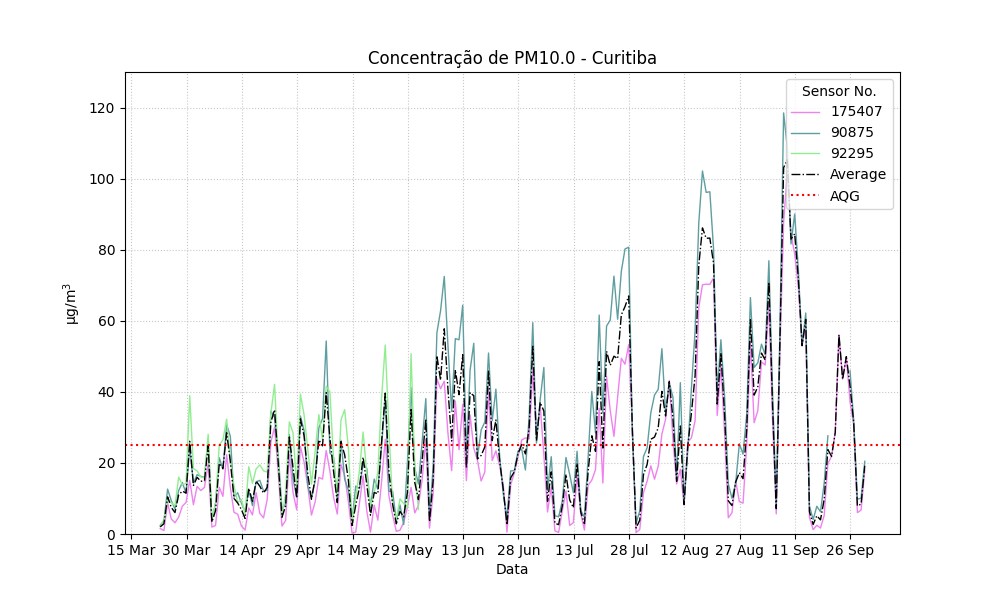 Concentração de PM10.0 - Curitiba
Sensor No.
175407
90875
92295
Average
AQG
120
100
80
60
40
20
0
µg/m³
15 Mar 30 Mar 14 Apr 29 Apr 14 May 29 May 13 Jun 28 Jun 13 Jul 28 Jul 12 Aug 27 Aug 11 Sep 26 Sep
Data